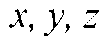 x, y, z